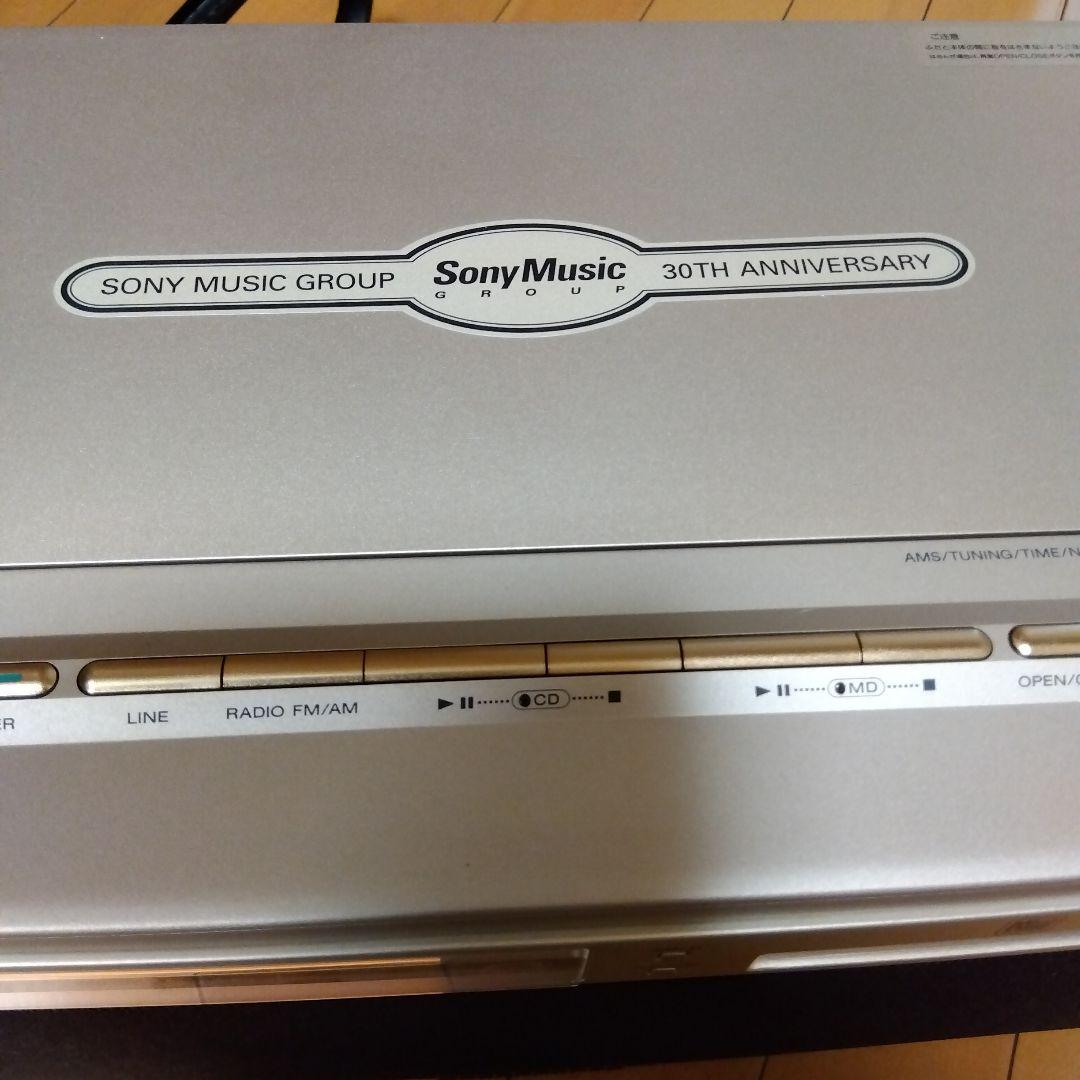 ご注意
SONY MUSIC GROUP
SonyMusic
GROUP
30TH ANNIVERSARY
AMS/TUNING/TIME/N
ER
LINE
RADIO FM/AM
CD
MD
OPEN/C